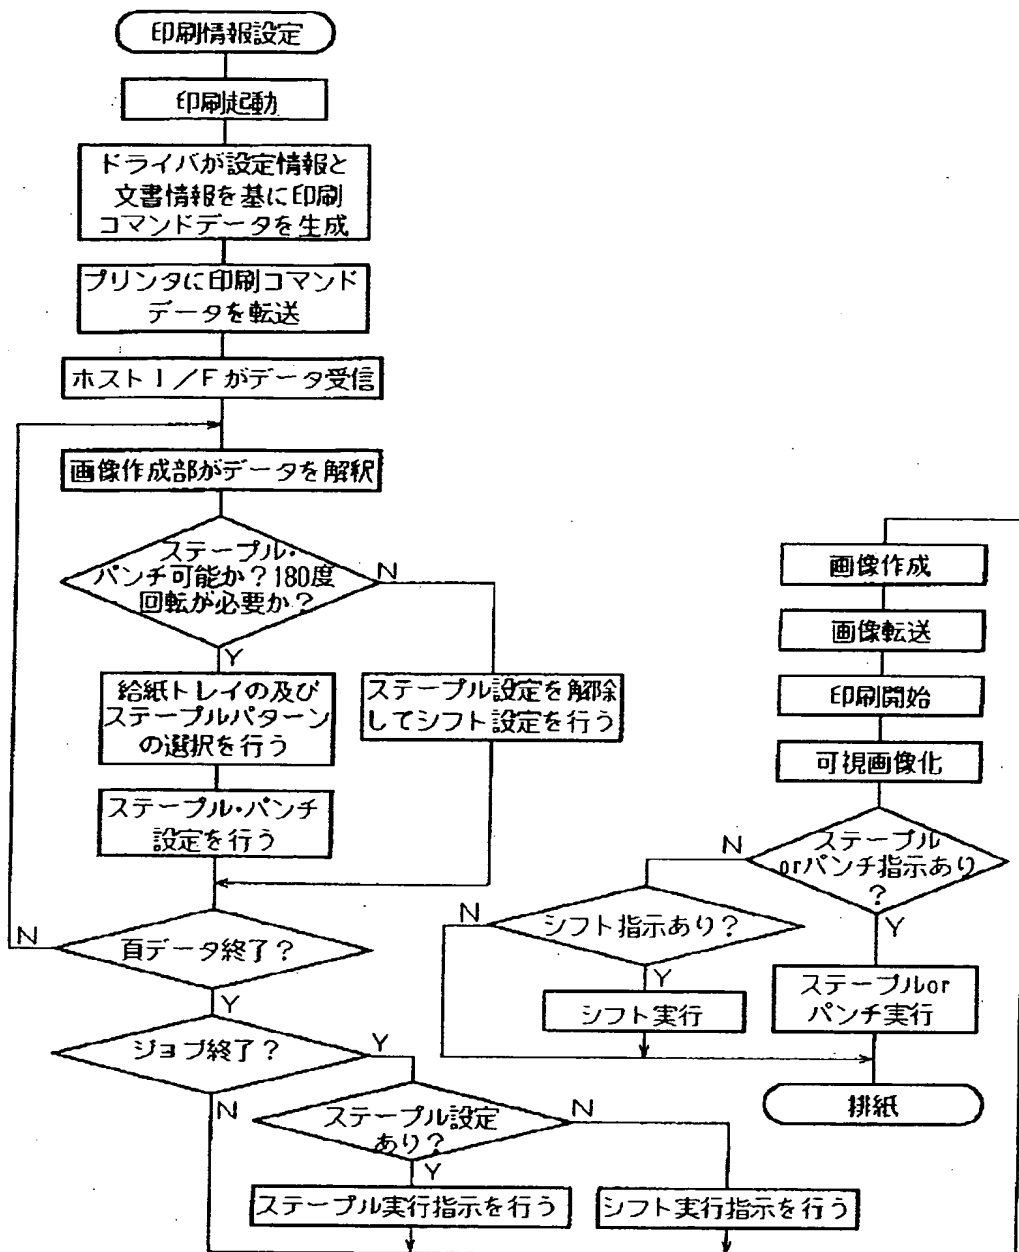 印刷情報設定
印刷起動
ドライバが設定情報と
文書情報を基に印刷
コマンドデータを生成
プリンタに印刷コマンド
データを転送
ホストI／Fがデータ受信
画像作成部がデータを解釈
ステープル・
パンチ可能か？180度
回転が必要か？
N
Y
給紙トレイの及び
ステープルパターン
の選択を行う
ステープル設定を解除
してシフト設定を行う
ステープル・パンチ
設定を行う
頁データ終了？
N
Y
ジョブ終了？
Y
N
ステープル設定
あり？
N
Y
ステープル実行指示を行う
シフト実行指示を行う
画像作成
画像転送
印刷開始
可視画像化
ステープル
orパンチ指示あり
？
N
Y
シフト指示あり？
N
Y
シフト実行
ステープルor
パンチ実行
排紙